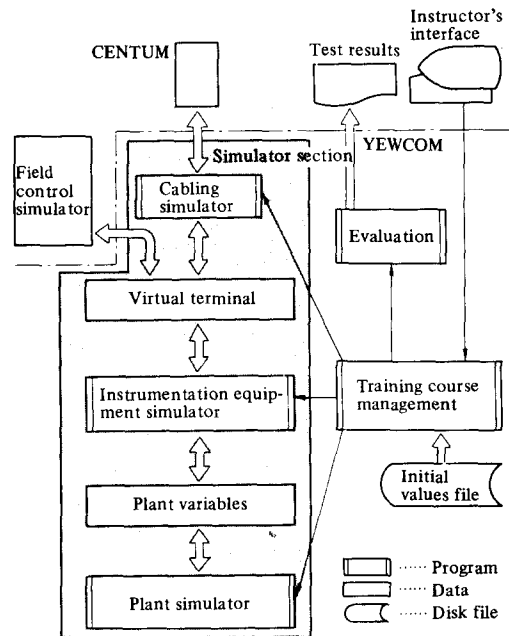 Instructor's
interface
Test results
CENTUM
YEWCOM
Simulator section
Field
control
simulator
Cabling
simulator
Evaluation
Virtual terminal
Instrumentation equip-
ment simulator
Training course
management
Plant variables
Initial
values file
Plant simulator
...... Program
...... Data
...... Disk file